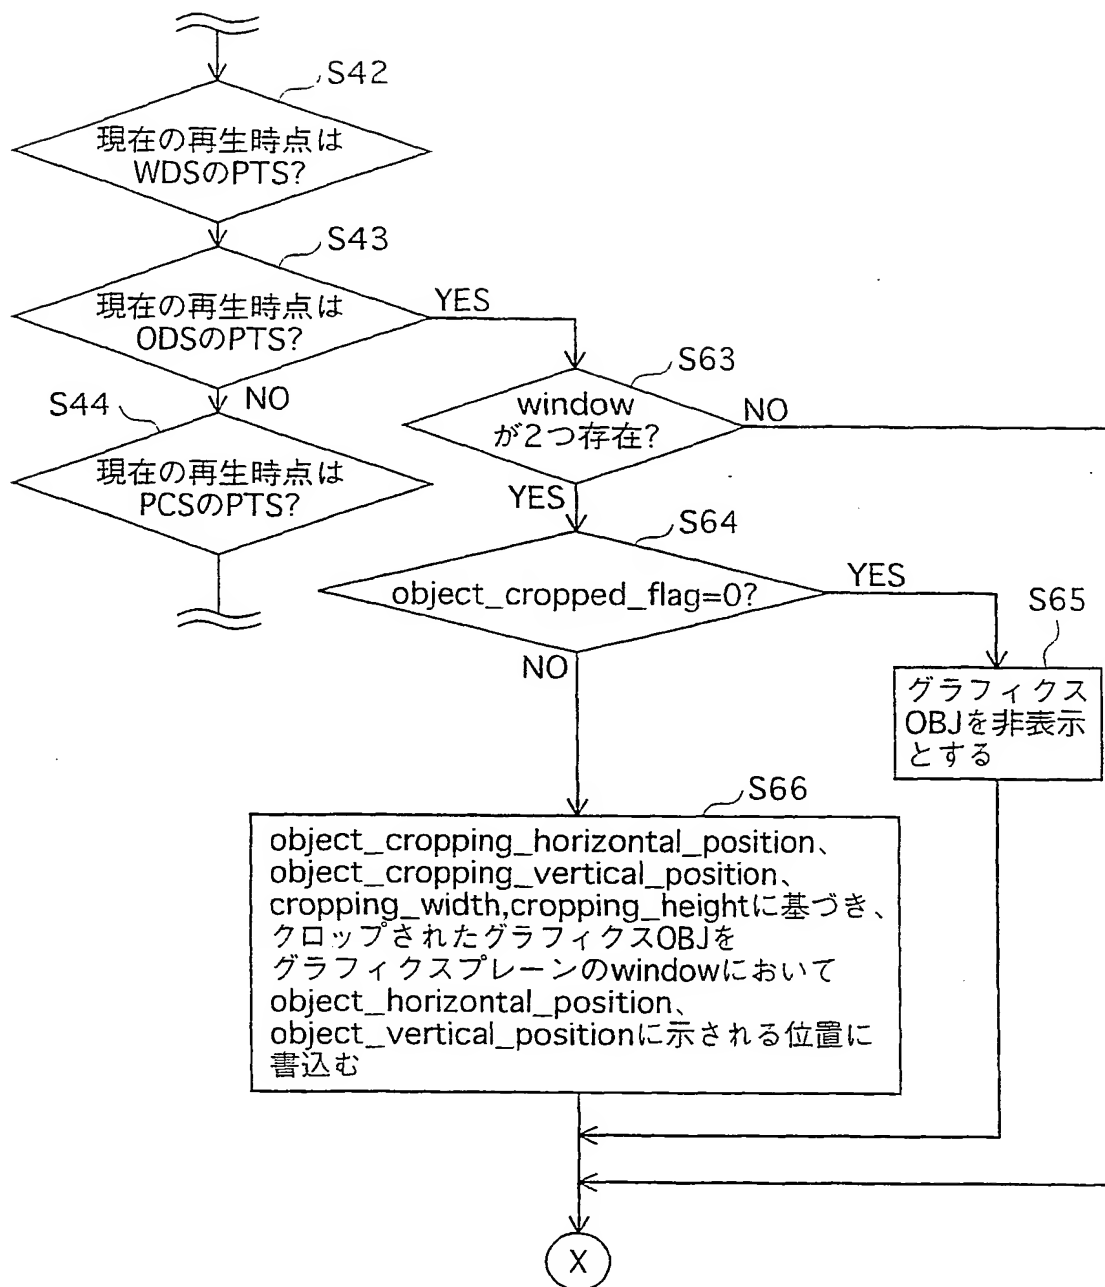 S42
現在の再生時点は
WDSのPTS?
S43
現在の再生時点は
ODSのPTS?
YES
S63
window
が2つ存在?
NO
S44
NO
現在の再生時点は
PCSのPTS?
YES
S64
object_cropped_flag=0?
YES
S65
NO
グラフィクス
OBJを非表示
とする
S66
object_cropping_horizontal_position、
object_cropping_vertical_position、
cropping_width,cropping_heightに基づき、
クロップされたグラフィクスOBJを
グラフィクスプレーンのwindowにおいて
object_horizontal_position、
object_vertical_positionに示される位置に
書込む
X